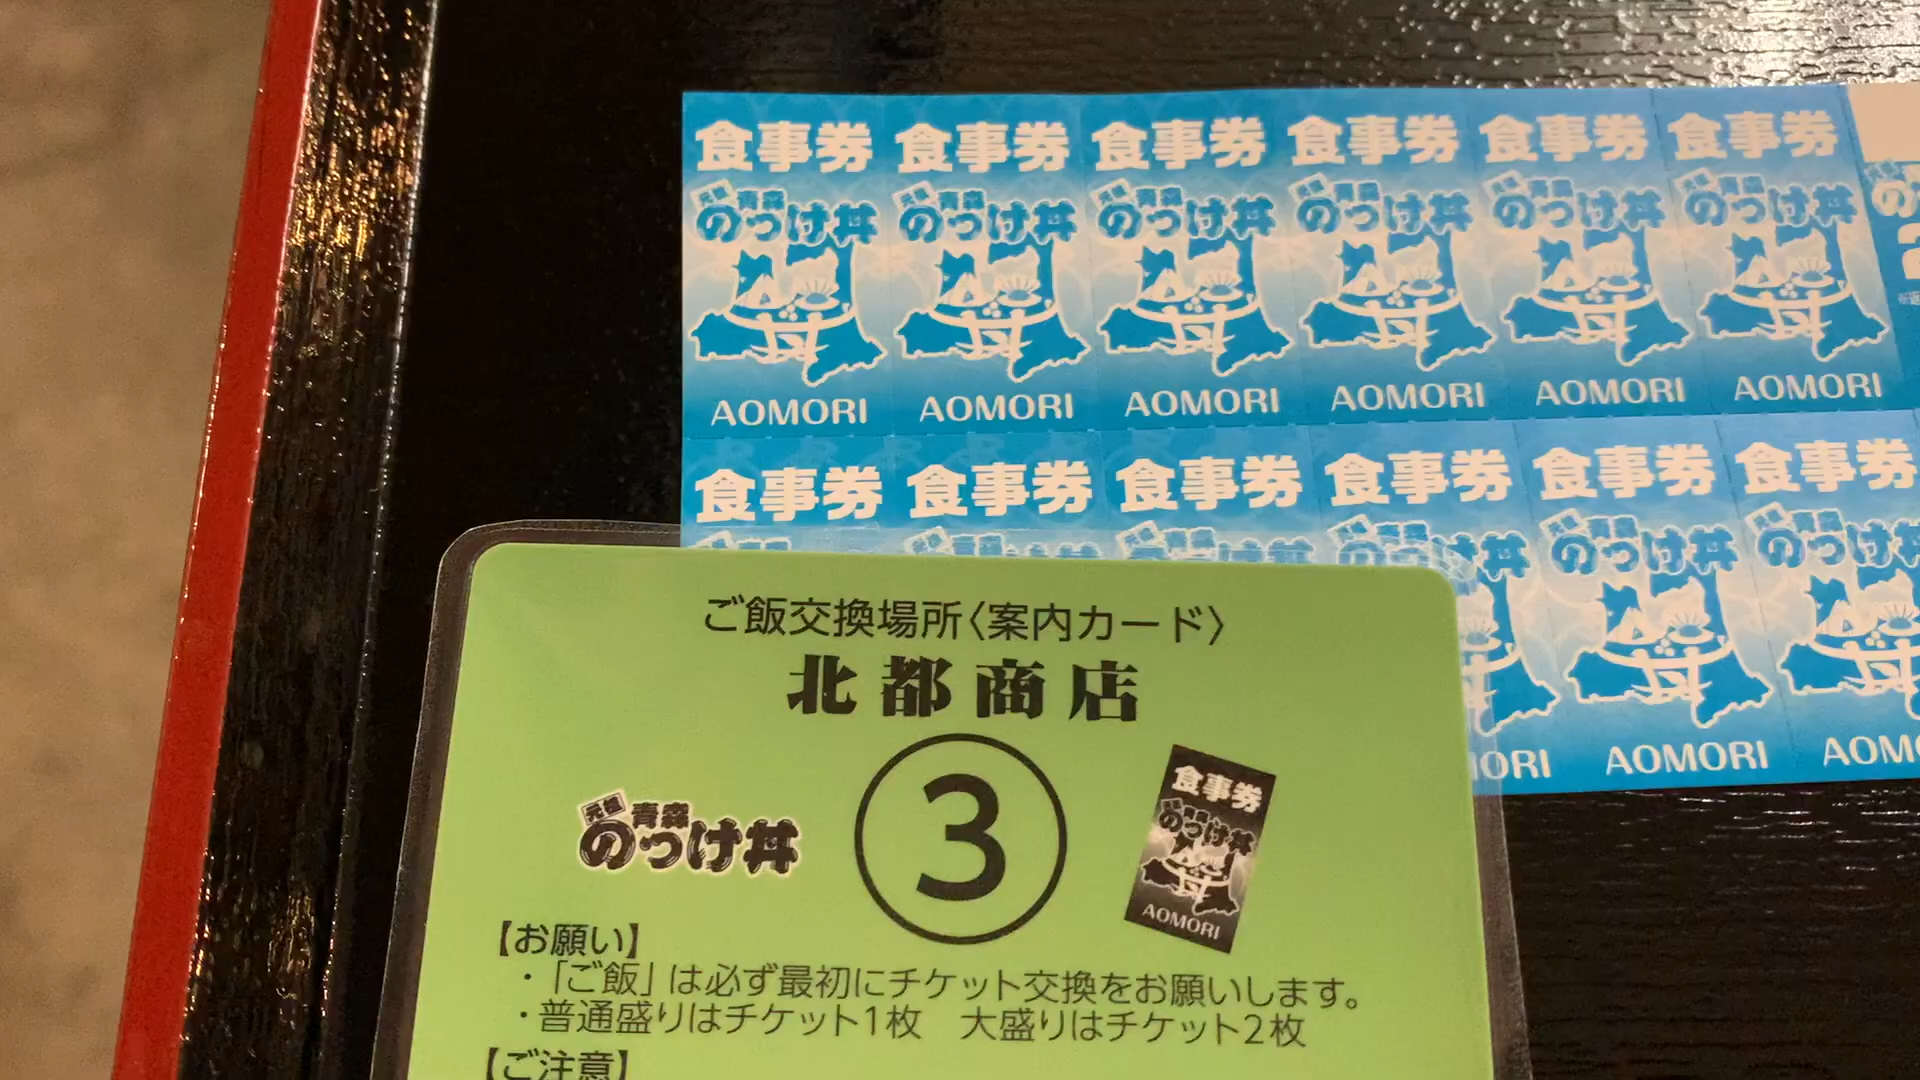 食事券 食事券 食事券 食事券 食事券 食事券
元祖 青森 のっけ丼 元祖 青森 のっけ丼 元祖 青森 のっけ丼 元祖 青森 のっけ丼 元祖 青森 のっけ丼 元祖 青森 のっけ丼
AOMORI AOMORI AOMORI AOMORI AOMORI AOMORI
食事券 食事券 食事券 食事券 食事券 食事券
のっけ丼 のっけ丼
AOMORI
ご飯交換場所〈案内カード〉
北都商店
③
元祖 青森
のっけ丼
食事券
青森
のっけ丼
AOMORI
【お願い】
・「ご飯」は必ず最初にチケット交換をお願いします。
・普通盛りはチケット1枚　大盛りはチケット2枚
【ご注意】